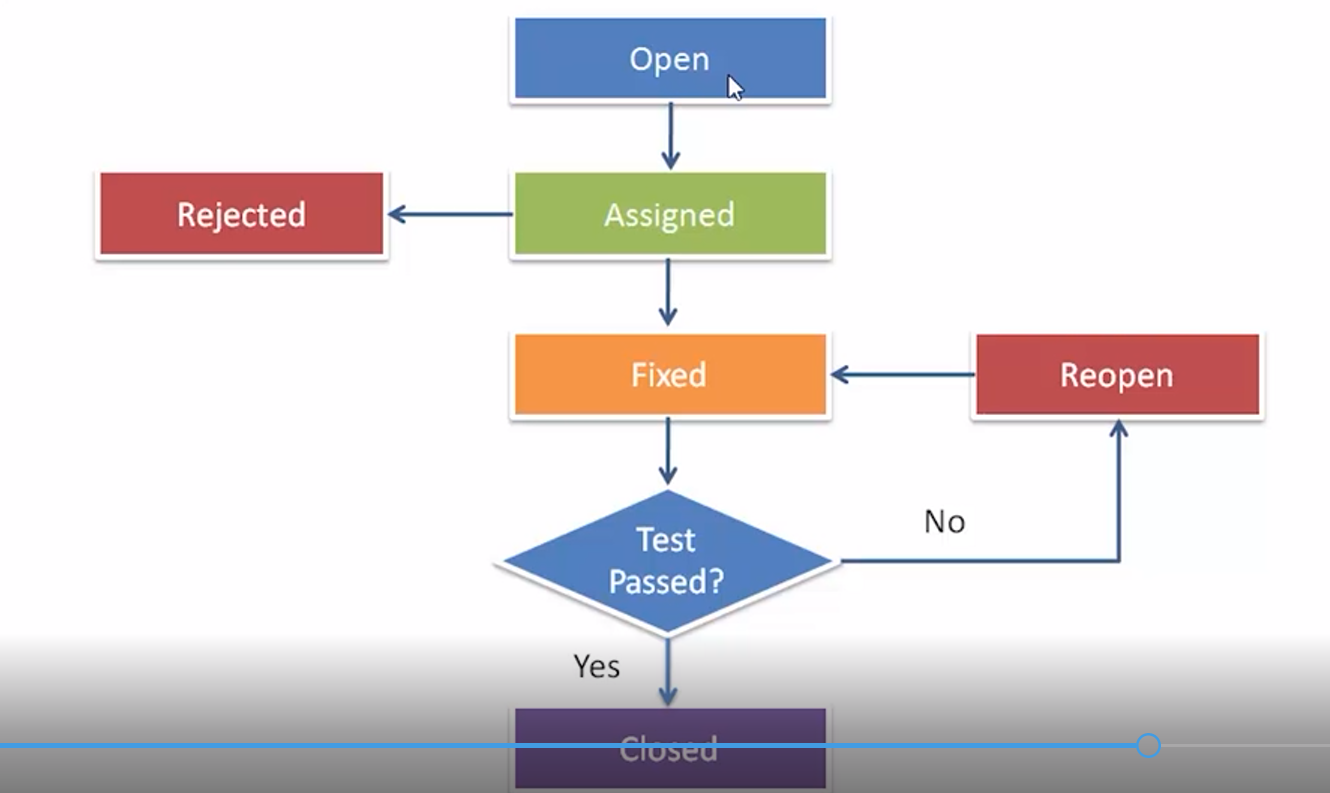 Open
Rejected
Assigned
Fixed
Reopen
Test
Passed?
No
Yes
Closed